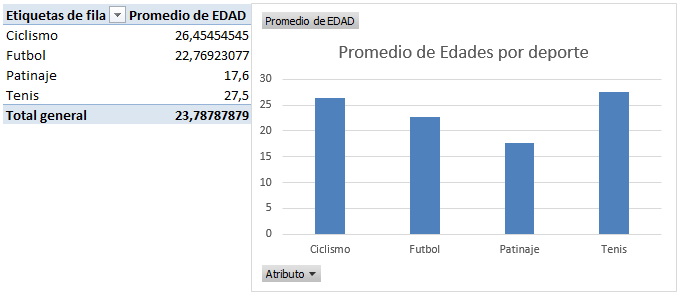 Etiquetas de fila Promedio de EDAD
Ciclismo 26,45454545
Futbol 22,76923077
Patinaje 17,6
Tenis 27,5
Total general 23,78787879
Promedio de EDAD
Promedio de Edades por deporte
30
25
20
15
10
5
0
Ciclismo Futbol Patinaje Tenis
Atributo